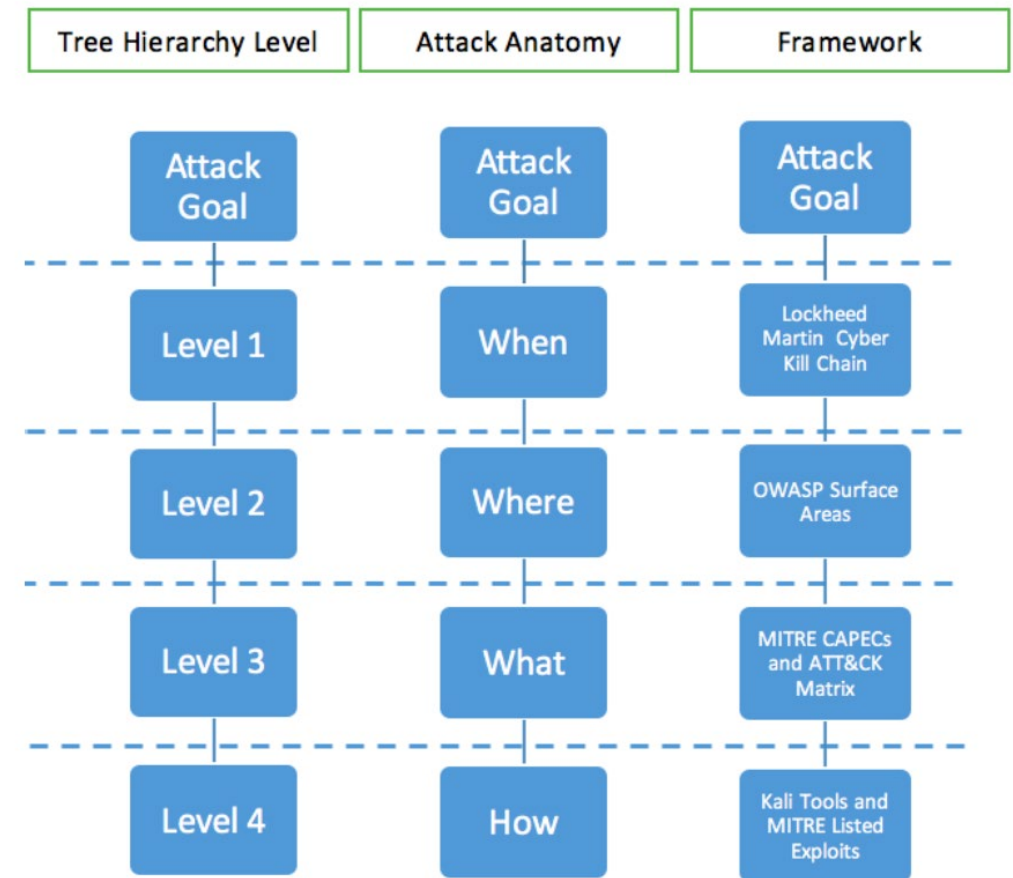 Tree Hierarchy Level
Attack Anatomy
Framework
Attack
Goal
Attack
Goal
Attack
Goal
Level 1
When
Lockheed
Martin Cyber
Kill Chain
Level 2
Where
OWASP Surface
Areas
Level 3
What
MITRE CAPECs
and ATT&CK
Matrix
Level 4
How
Kali Tools and
MITRE Listed
Exploits